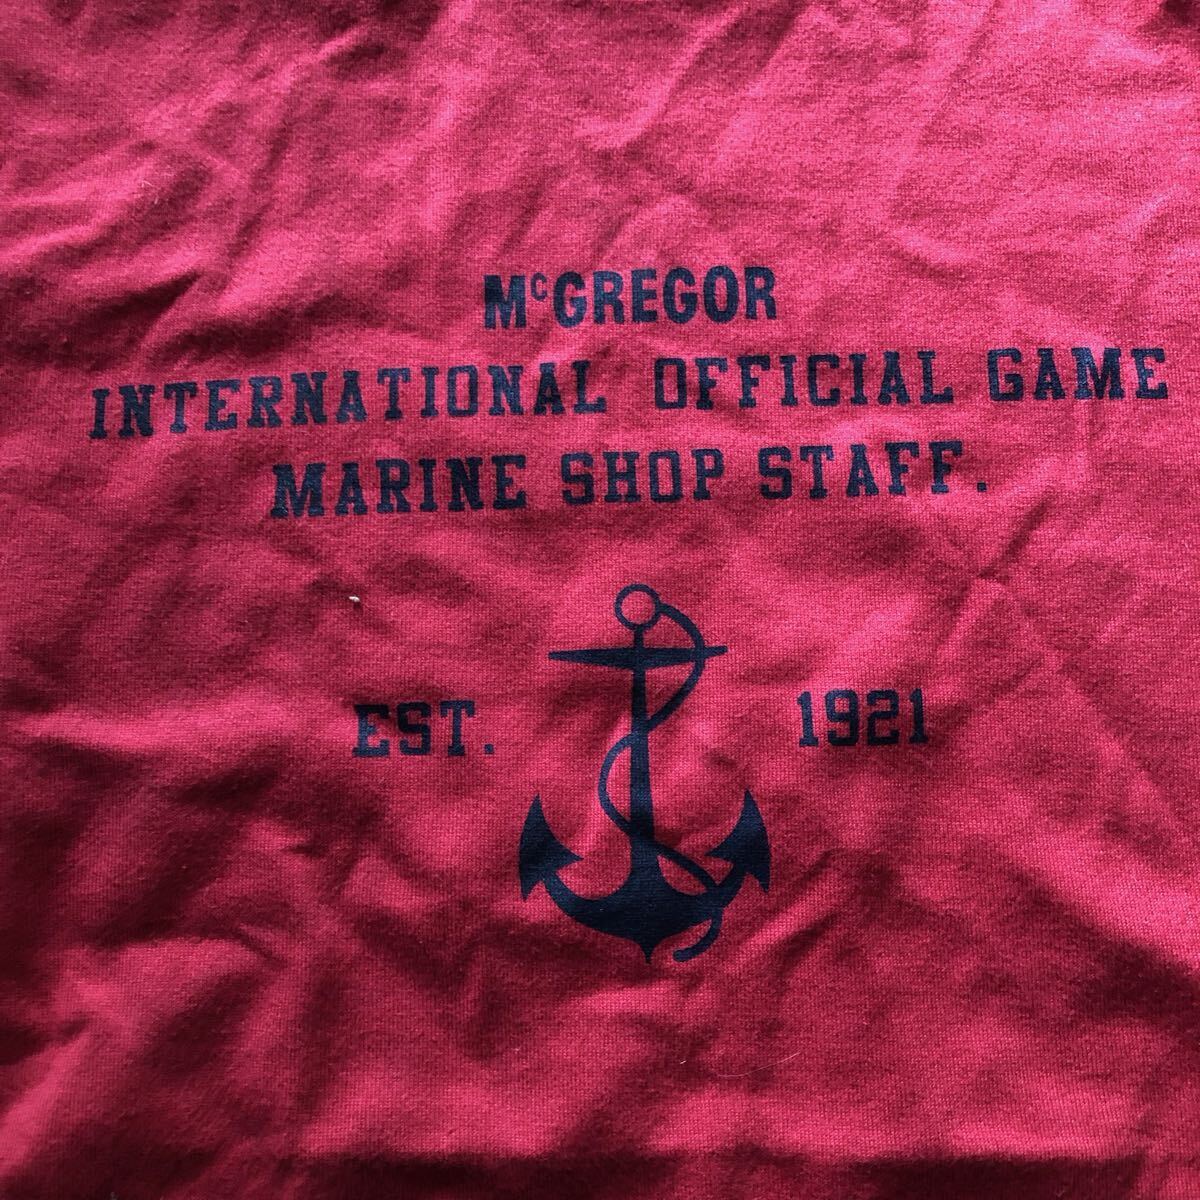 McGREGOR
INTERNATIONAL OFFICIAL GAME
MARINE SHOP STAFF.
EST. 1921